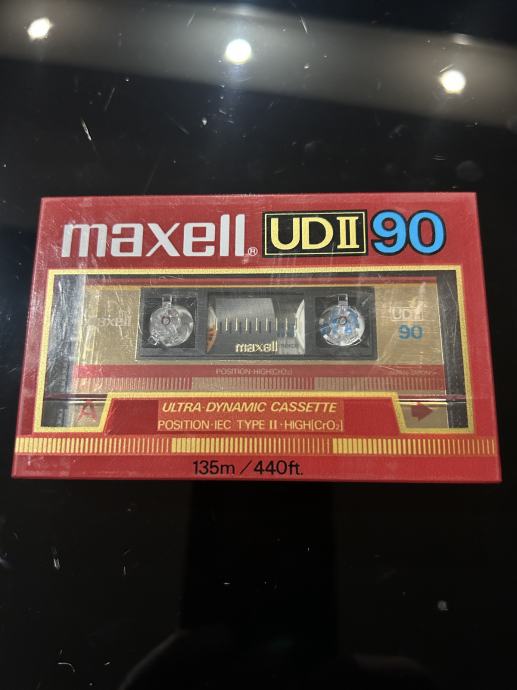 maxell® UDII 90
maxell
UDII
90
maxell
POSITION·HIGH[CrO₂]
A
ULTRA·DYNAMIC CASSETTE
POSITION·IEC TYPE II·HIGH[CrO₂]
135m/440ft.